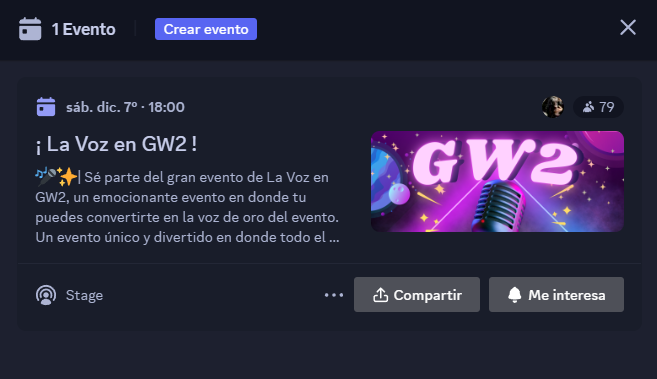 1 Evento
Crear evento
sáb. dic. 7º · 18:00
79
¡ La Voz en GW2 !
🎤✨| Sé parte del gran evento de La Voz en
GW2, un emocionante evento en donde tu
puedes convertirte en la voz de oro del evento.
Un evento único y divertido en donde todo el ...
GW2
Stage
Compartir
Me interesa